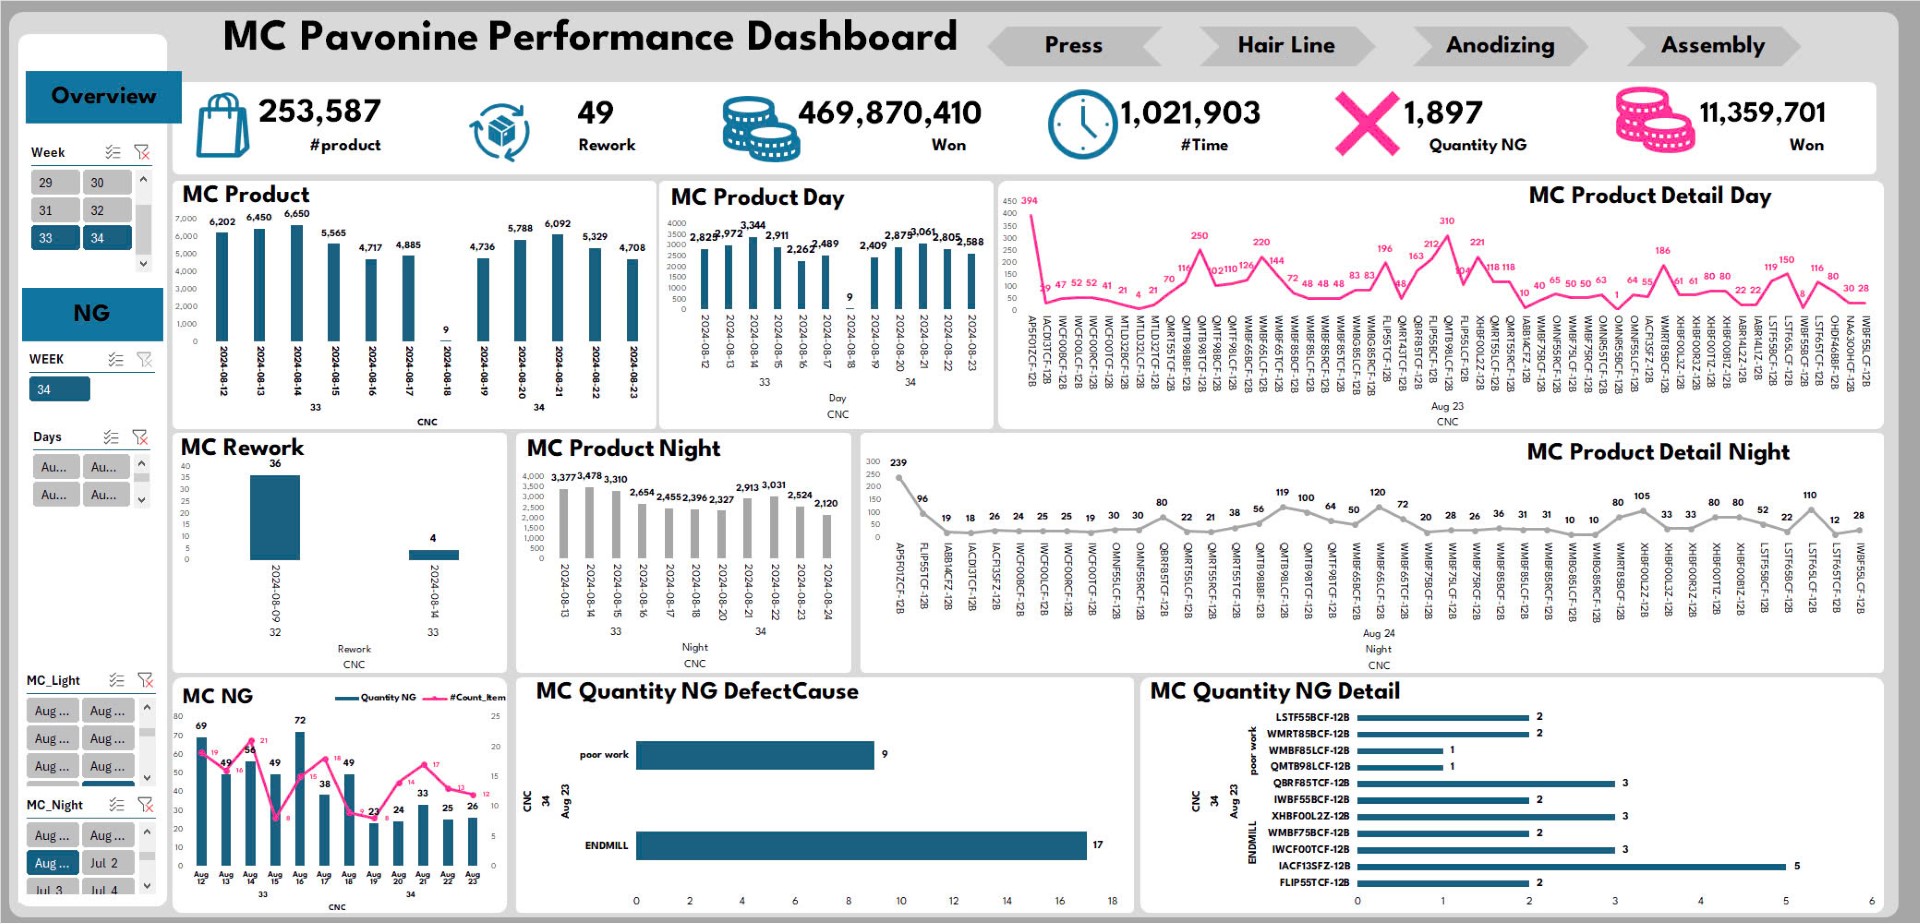 MC Pavonine Performance Dashboard
Press
Hair Line
Anodizing
Assembly
Overview
253,587
#product
49
Rework
469,870,410
Won
1,021,903
#Time
1,897
Quantity NG
11,359,701
Won
Week
29 30
31 32
33 34
NG
WEEK
34
Days
Au... Au...
Au... Au...
MC_Light
Aug ... Aug ...
Aug ... Aug ...
Aug ... Aug ...
MC_Night
Aug ... Aug ...
Aug ... Jul 2
Jul 3 Jul 4
MC Product
7,000
6,000
5,000
4,000
3,000
2,000
1,000
0
6,202 6,450 6,650 5,565 4,717 4,885 9 4,736 5,788 6,092 5,329 4,708
2024-08-12 2024-08-13 2024-08-14 2024-08-15 2024-08-16 2024-08-17 2024-08-18 2024-08-19 2024-08-20 2024-08-21 2024-08-22 2024-08-23
33 34
CNC
MC Product Day
4000
3500
3000
2500
2000
1500
1000
500
0
2,825 2,972 3,344 2,911 2,262 2,489 9 2,409 2,875 3,061 2,805 2,588
2024-08-12 2024-08-13 2024-08-14 2024-08-15 2024-08-16 2024-08-17 2024-08-18 2024-08-19 2024-08-20 2024-08-21 2024-08-22 2024-08-23
33 34
Day
CNC
MC Product Detail Day
450
400
350
300
250
200
150
100
50
0
394 29 47 52 52 41 21 4 21 70 116 250 102 110 126 220 144 72 48 48 48 83 83 196 48 163 212 310 104 221 118 118 10 40 65 50 50 63 1 64 55 186 61 61 80 80 22 22 119 150 8 116 80 30 28
Aug 23
CNC
MC Rework
40
35
30
25
20
15
10
5
0
36 4
2024-08-09 2024-08-14
32 33
Rework
CNC
MC Product Night
4,000
3,500
3,000
2,500
2,000
1,500
1,000
500
0
3,377 3,478 3,310 2,654 2,455 2,396 2,327 2,913 3,031 2,524 2,120
2024-08-13 2024-08-14 2024-08-15 2024-08-16 2024-08-17 2024-08-18 2024-08-20 2024-08-21 2024-08-22 2024-08-23 2024-08-24
33 34
Night
CNC
MC Product Detail Night
300
250
200
150
100
50
0
239 96 19 18 26 24 25 25 19 30 30 80 22 21 38 56 119 100 64 50 120 72 20 28 26 36 31 31 10 10 80 105 33 33 80 80 52 22 110 12 28
Aug 24
Night
CNC
MC NG
Quantity NG #Count_Item
80
70
60
50
40
30
20
10
0
69 49 56 49 72 38 49 23 24 33 25 26
19 16 21 8 15 18 9 8 14 17 13 12
25
20
15
10
5
0
Aug 12 Aug 13 Aug 14 Aug 15 Aug 16 Aug 17 Aug 18 Aug 19 Aug 20 Aug 21 Aug 22 Aug 23
33 34
CNC
MC Quantity NG DefectCause
poor work 9
ENDMILL 17
CNC
34
Aug 23
0 2 4 6 8 10 12 14 16 18
MC Quantity NG Detail
CNC
34
Aug 23
poor work
LSTF55BCF-12B 2
WMRT85BCF-12B 2
WMBF85LCF-12B 1
QMTB98LCF-12B 1
ENDMILL
QBRF85TCF-12B 3
IWBF55BCF-12B 2
XHBF00L2Z-12B 3
WMBF75BCF-12B 2
IWCF00TCF-12B 3
IACF13SFZ-12B 5
FLIP55TCF-12B 2
0 1 2 3 4 5 6